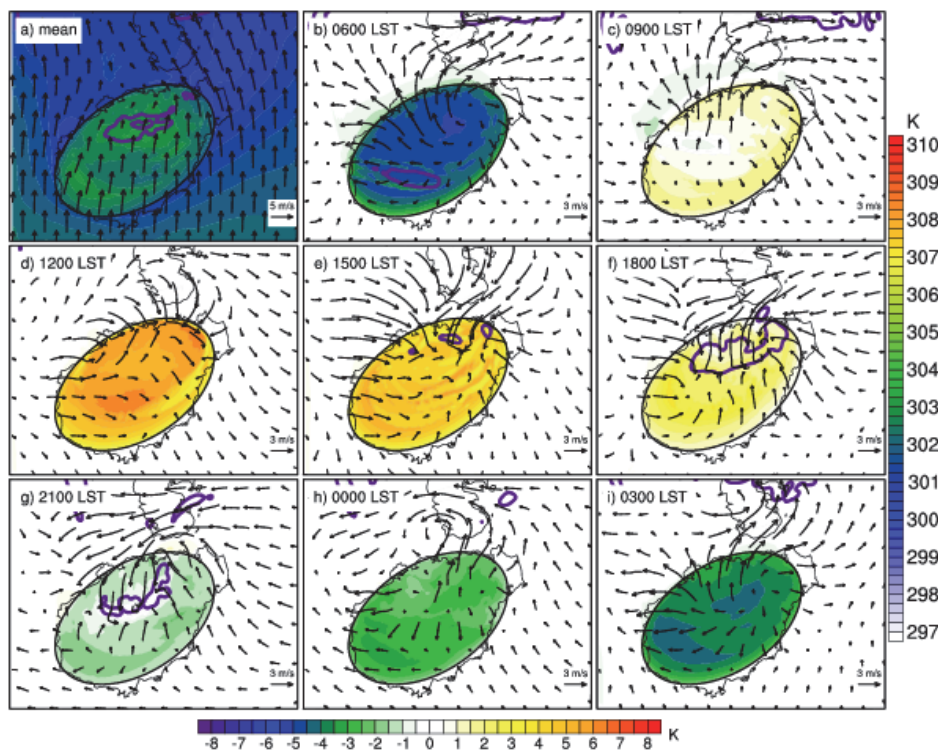 a) mean
b) 0600 LST
c) 0900 LST
5 m/s
3 m/s
3 m/s
d) 1200 LST
e) 1500 LST
f) 1800 LST
3 m/s
3 m/s
3 m/s
g) 2100 LST
h) 0000 LST
i) 0300 LST
3 m/s
3 m/s
3 m/s
K
310
309
308
307
306
305
304
303
302
301
300
299
298
297
-8 -7 -6 -5 -4 -3 -2 -1 0 1 2 3 4 5 6 7 8 K